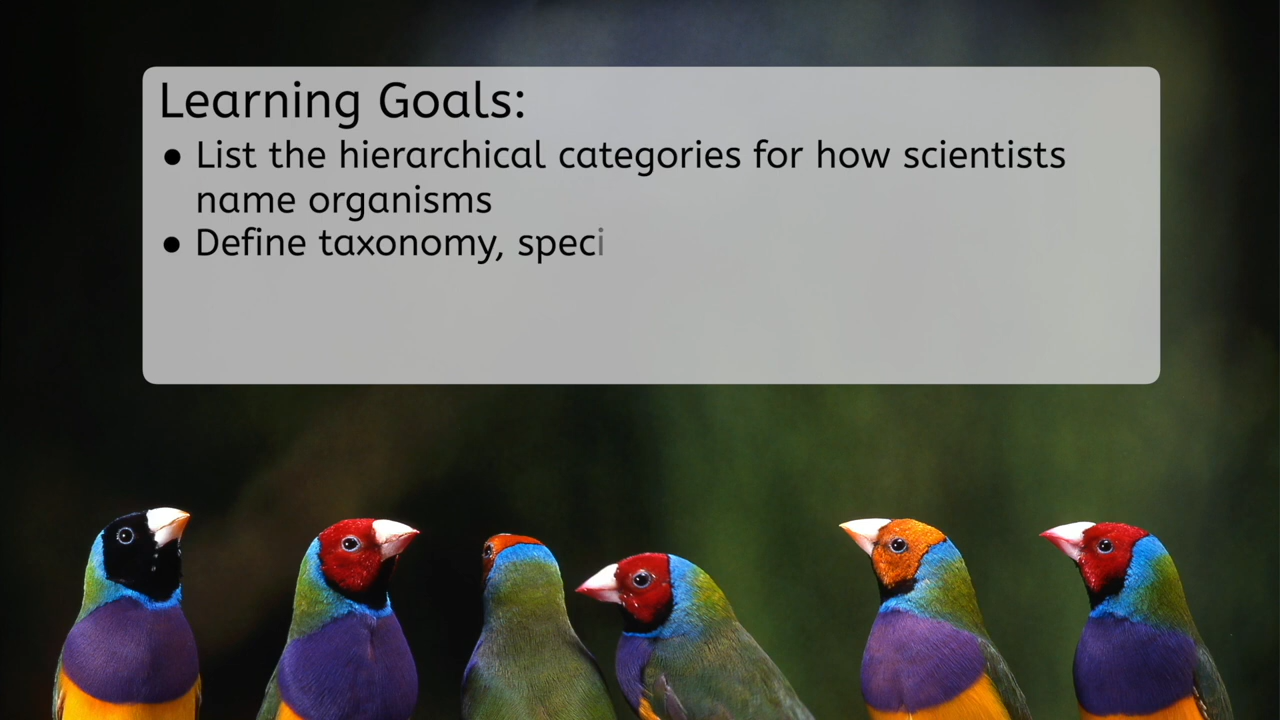 Learning Goals:
● List the hierarchical categories for how scientists
name organisms
● Define taxonomy, speci